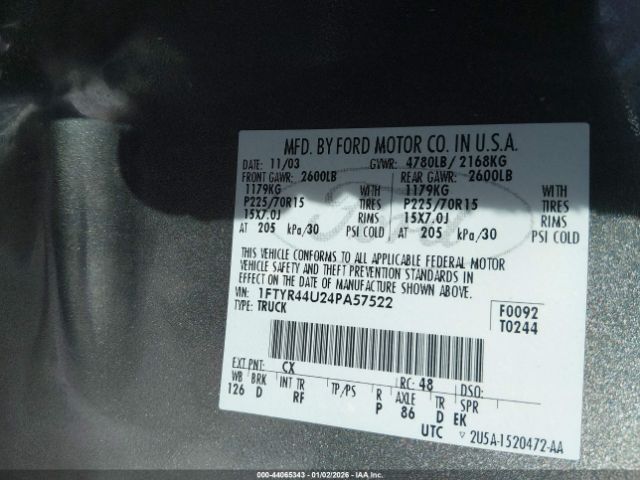 MFD. BY FORD MOTOR CO. IN U.S.A.
DATE: 11/03 GVWR: 4780LB/ 2168KG
FRONT GAWR: 2600LB REAR GAWR: 2600LB
1179KG WITH 1179KG WITH
P225/70R15 TIRES P225/70R15 TIRES
15X7.0J RIMS 15X7.0J RIMS
AT 205 kPa/30 PSI COLD AT 205 kPa/30 PSI COLD
Ford
THIS VEHICLE CONFORMS TO ALL APPLICABLE FEDERAL MOTOR
VEHICLE SAFETY AND THEFT PREVENTION STANDARDS IN
EFFECT ON THE DATE OF MANUFACTURE SHOWN ABOVE.
VIN: 1FTYR44U24PA57522
TYPE: TRUCK
F0092
T0244
EXT PNT: CX RC: 48 DSO:
WB BRK INT TR TP/PS R AXLE TR SPR
126 D RF P 86 D EK
UTC 2U5A-1520472-AA
000-44065343 - 01/02/2026 - IAAI.COM